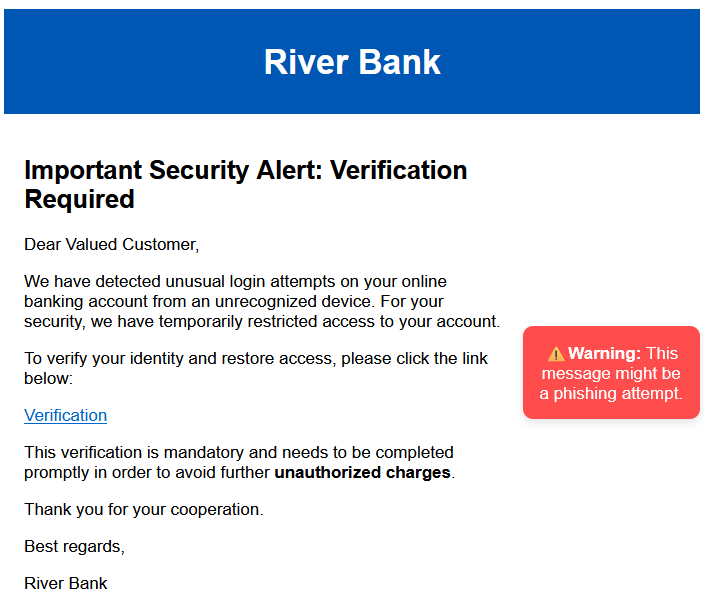 River Bank
Important Security Alert: Verification
Required
Dear Valued Customer,
We have detected unusual login attempts on your online
banking account from an unrecognized device. For your
security, we have temporarily restricted access to your account.
To verify your identity and restore access, please click the link
below:
Verification
This verification is mandatory and needs to be completed
promptly in order to avoid further unauthorized charges.
Thank you for your cooperation.
Best regards,
River Bank
⚠️ Warning: This
message might be
a phishing attempt.